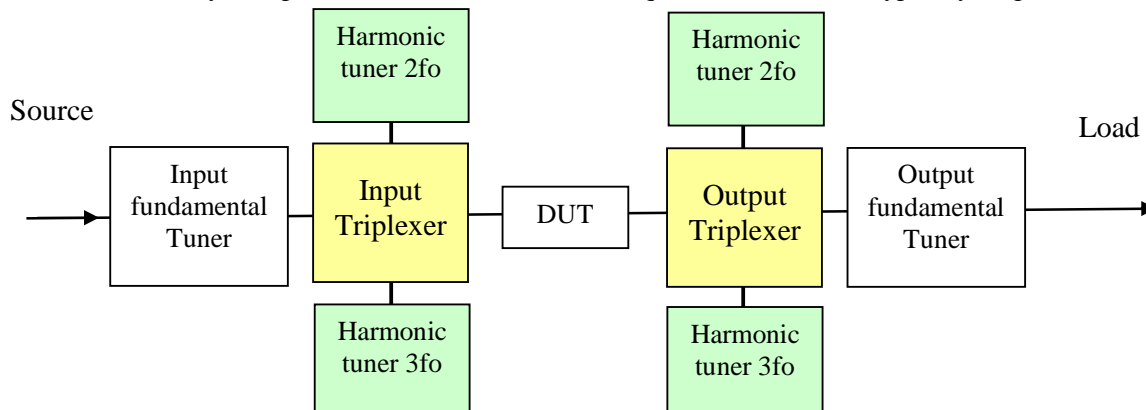 Harmonic
tuner 2fo
Harmonic
tuner 2fo
Source
Load
Input
fundamental
Tuner
Input
Triplexer
DUT
Output
Triplexer
Output
fundamental
Tuner
Harmonic
tuner 3fo
Harmonic
tuner 3fo